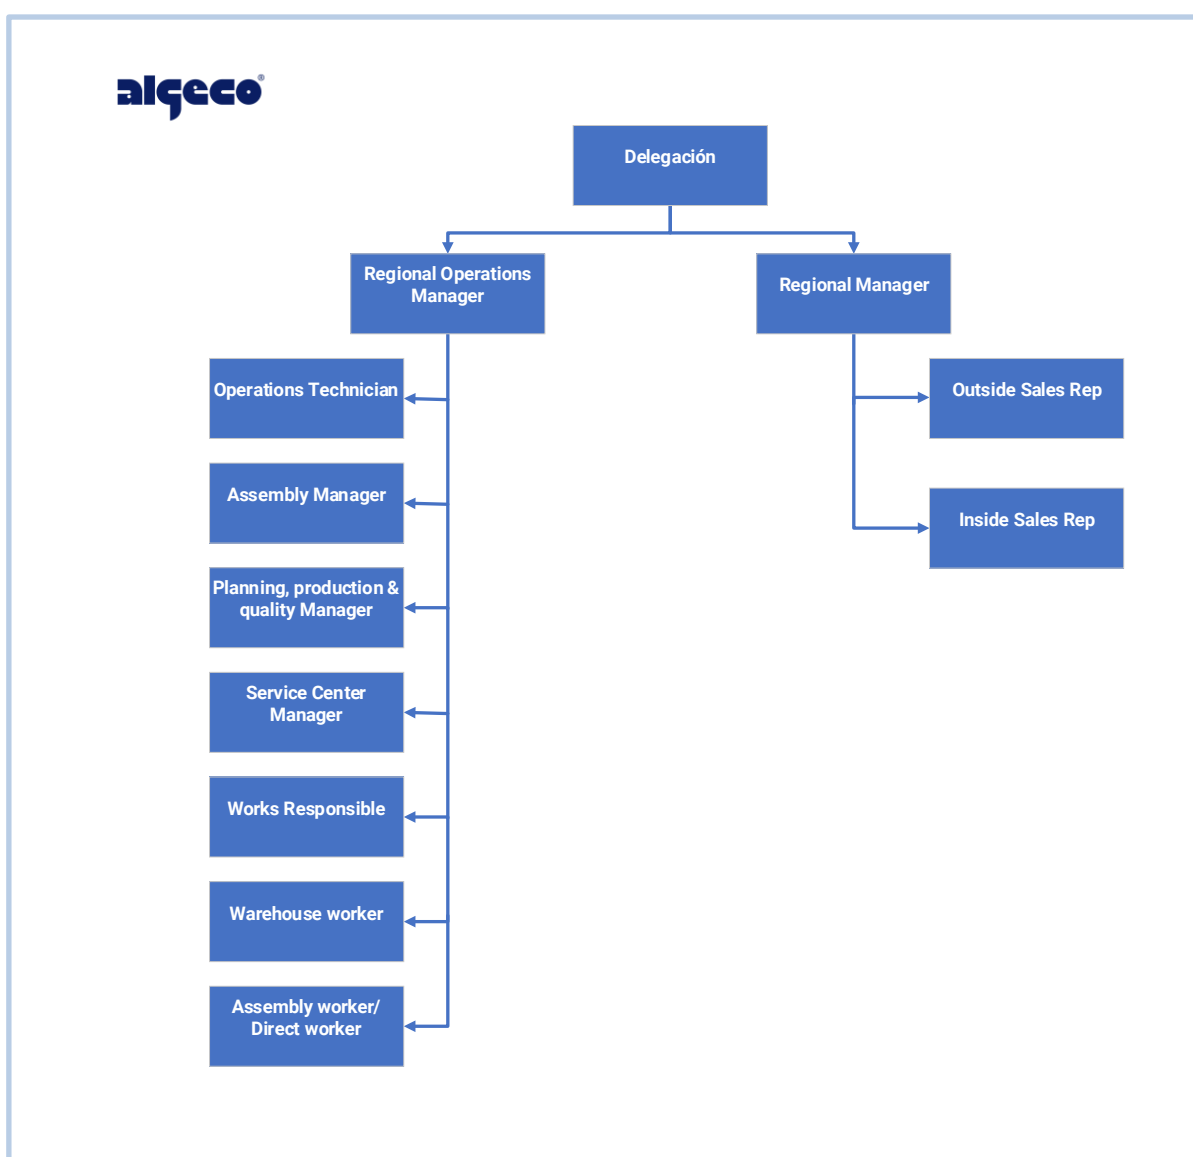 algeco®
Delegación
Regional Operations
Manager
Regional Manager
Operations Technician
Outside Sales Rep
Assembly Manager
Inside Sales Rep
Planning, production &
quality Manager
Service Center
Manager
Works Responsible
Warehouse worker
Assembly worker/
Direct worker